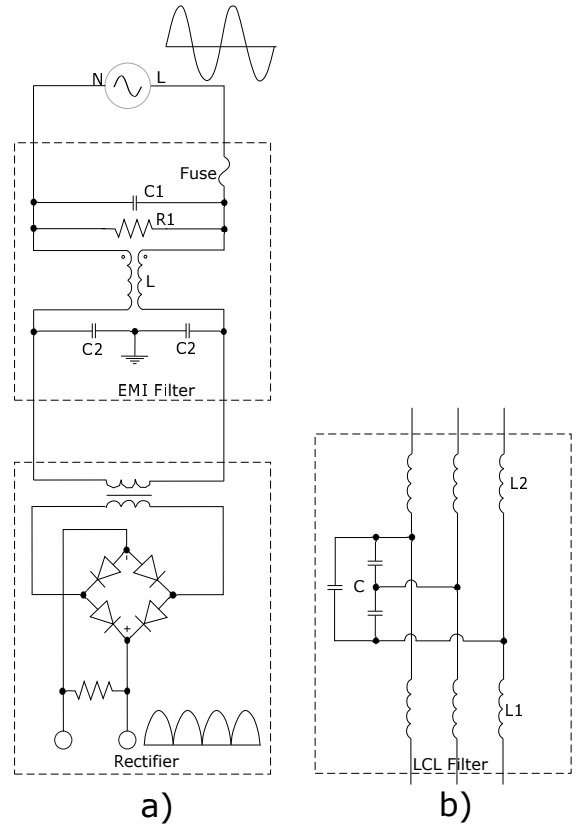 N
L
Fuse
C1
R1
L
C2
C2
EMI Filter
-
+
Rectifier
a)
L2
C
L1
LCL Filter
b)